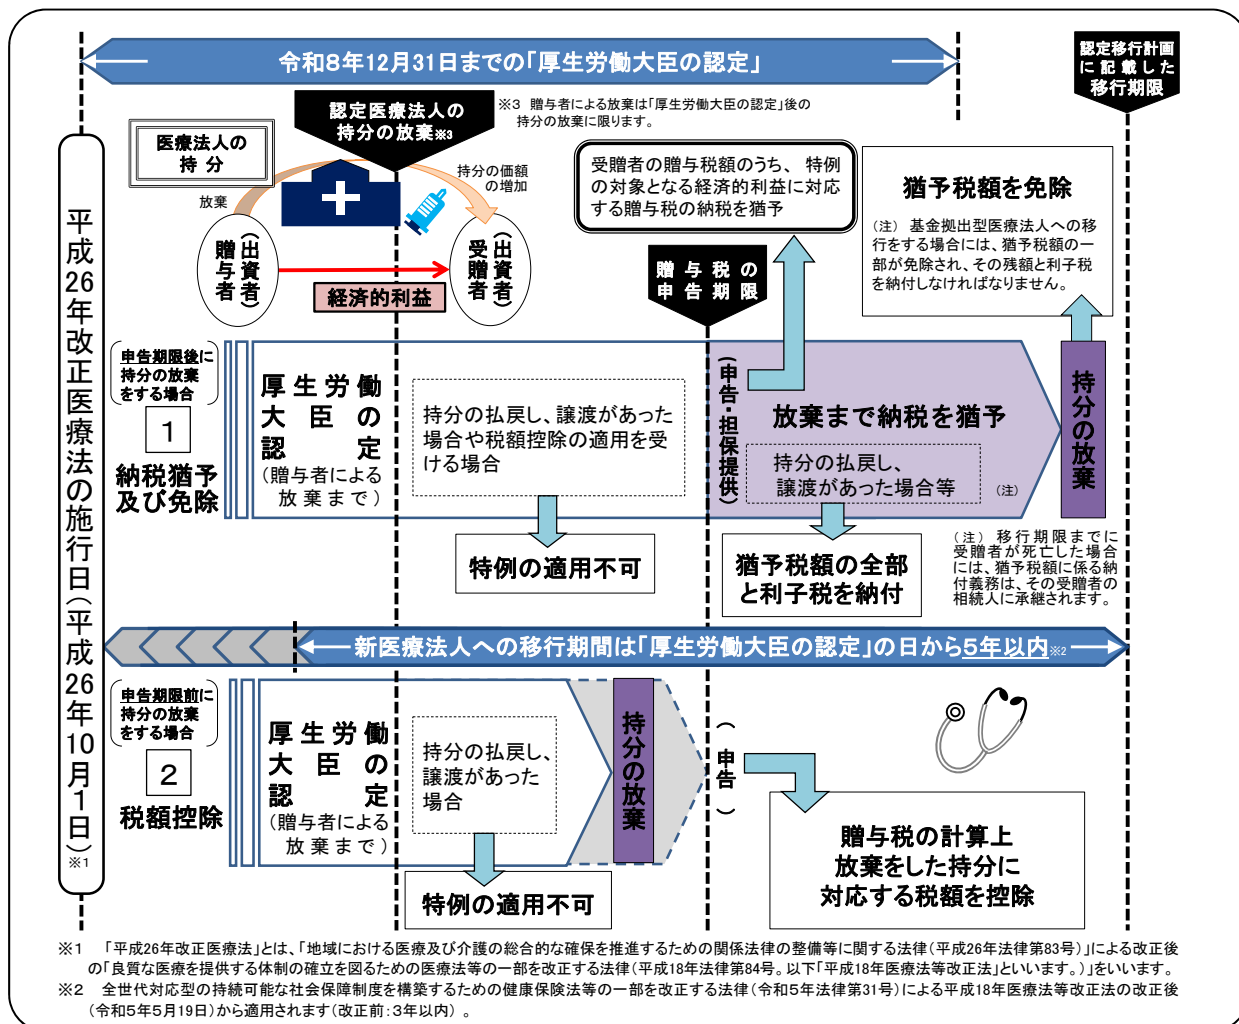 令和8年12月31日までの「厚生労働大臣の認定」
認定移行計画
に記載した
移行期限
平成26年改正医療法の施行日（平成26年10月1日）※1
医療法人の
持 分
認定医療法人の
持分の放棄※3
※3 贈与者による放棄は「厚生労働大臣の認定」後の
持分の放棄に限ります。
放棄
持分の価額
の増加
贈与者
（出資者）
受贈者
（出資者）
経済的利益
受贈者の贈与税額のうち、特例
の対象となる経済的利益に対応
する贈与税の納税を猶予
贈与税の
申告期限
猶予税額を免除
（注） 基金拠出型医療法人への移
行をする場合には、猶予税額の一
部が免除され、その残額と利子税
を納付しなければなりません。
申告期限後に
持分の放棄
をする場合
1
納税猶予
及び免除
厚生労働
大臣の
認定
（贈与者による
放棄まで）
持分の払戻し、譲渡があった
場合や税額控除の適用を受
ける場合
特例の適用不可
（申告・担保提供）
放棄まで納税を猶予
持分の払戻し、
譲渡があった場合等
（注）
猶予税額の全部
と利子税を納付
持分の放棄
（注） 移行期限までに
受贈者が死亡した場合
には、猶予税額に係る納
付義務は、その受贈者の
相続人に承継されます。
新医療法人への移行期間は「厚生労働大臣の認定」の日から5年以内※2
申告期限前に
持分の放棄
をする場合
2
税額控除
厚生労働
大臣の
認定
（贈与者による
放棄まで）
持分の払戻し、
譲渡があった
場合
特例の適用不可
持分の放棄
（申告）
贈与税の計算上
放棄をした持分に
対応する税額を控除
※1 「平成26年改正医療法」とは、「地域における医療及び介護の総合的な確保を推進するための関係法律の整備等に関する法律（平成26年法律第83号）」による改正後
の「良質な医療を提供する体制の確立を図るための医療法等の一部を改正する法律（平成18年法律第84号。以下「平成18年医療法等改正法」といいます。）」をいいます。
※2 全世代対応型の持続可能な社会保障制度を構築するための健康保険法等の一部を改正する法律（令和5年法律第31号）による平成18年医療法等改正法の改正後
（令和5年5月19日）から適用されます（改正前：3年以内）。